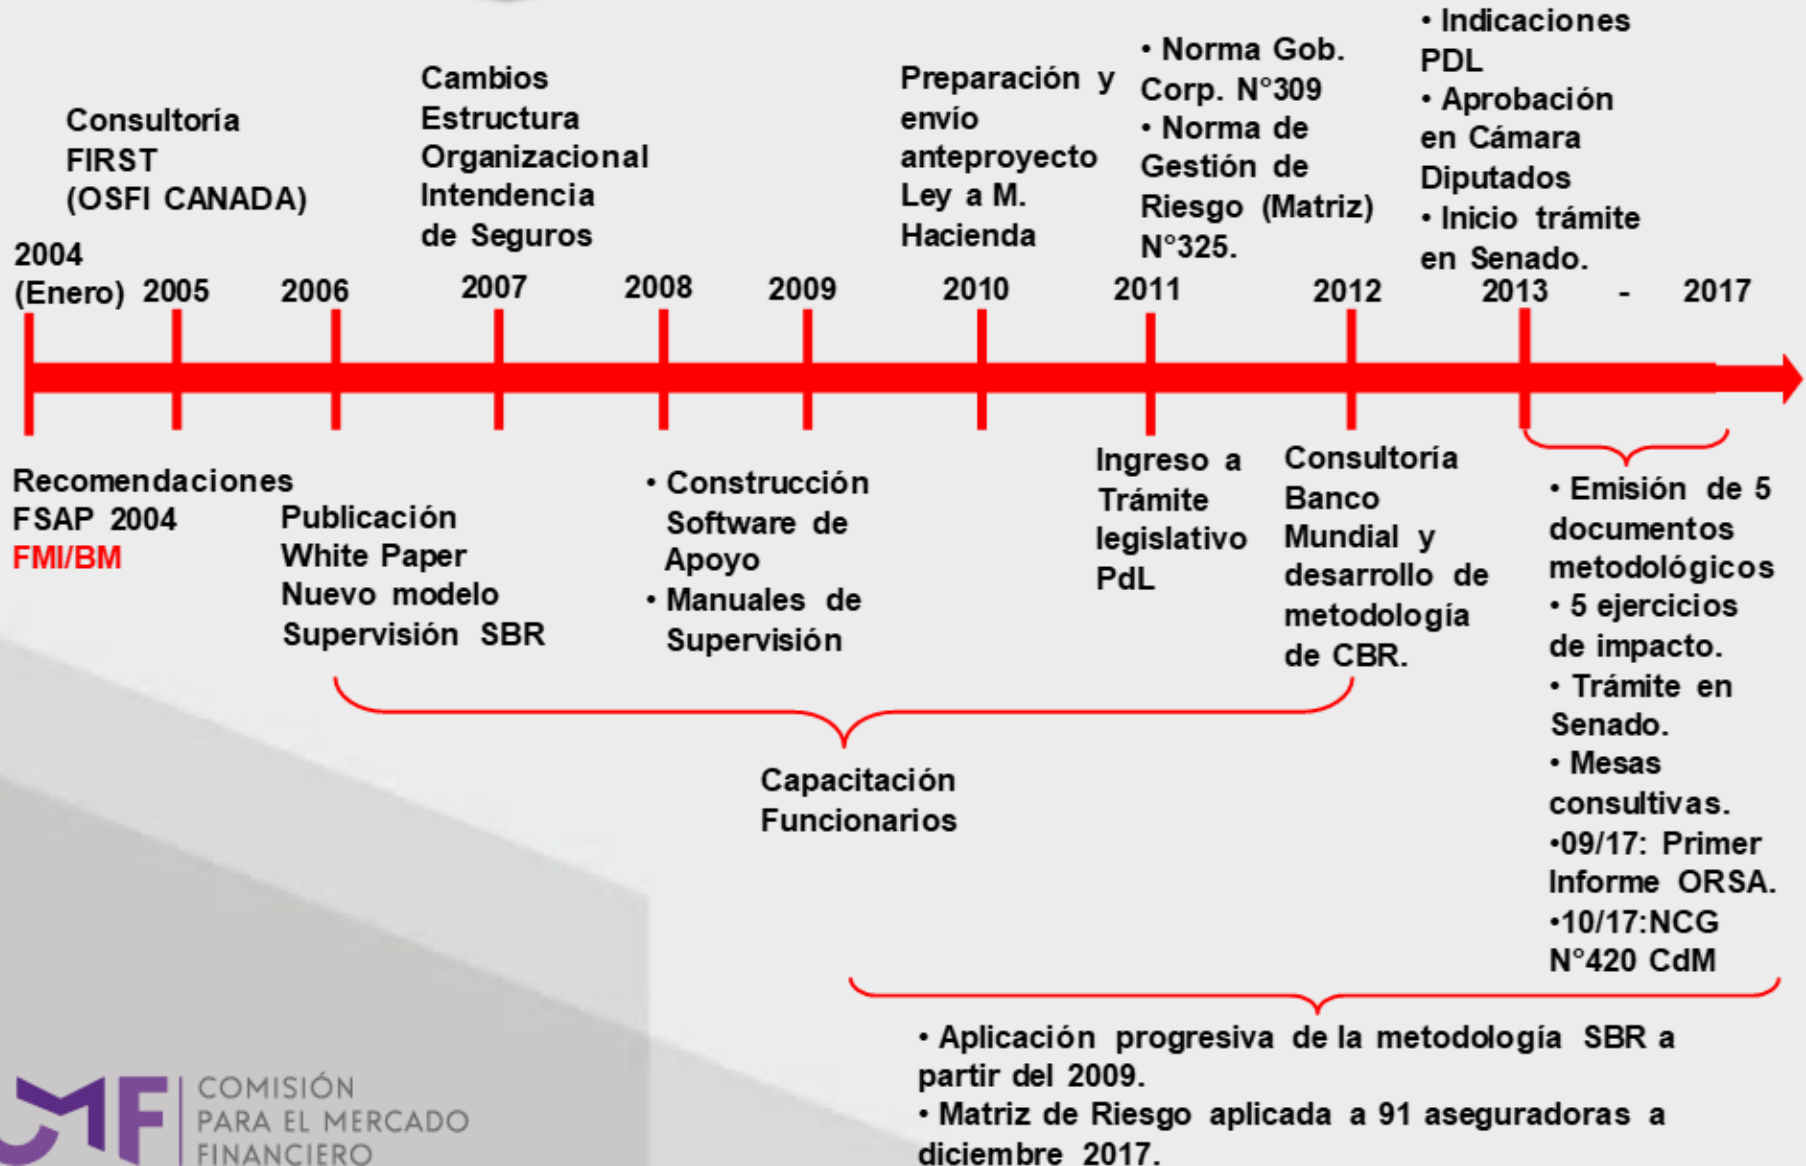 Consultoría
FIRST
(OSFI CANADA)
Cambios
Estructura
Organizacional
Intendencia
de Seguros
Preparación y
envío
anteproyecto
Ley a M.
Hacienda
• Norma Gob.
Corp. N°309
• Norma de
Gestión de
Riesgo (Matriz)
N°325.
• Indicaciones
PDL
• Aprobación
en Cámara
Diputados
• Inicio trámite
en Senado.
2004
(Enero) 2005 2006 2007 2008 2009 2010 2011 2012 2013 - 2017
Recomendaciones
FSAP 2004
FMI/BM
Publicación
White Paper
Nuevo modelo
Supervisión SBR
• Construcción
Software de
Apoyo
• Manuales de
Supervisión
Ingreso a
Trámite
legislativo
PdL
Consultoría
Banco
Mundial y
desarrollo de
metodología
de CBR.
• Emisión de 5
documentos
metodológicos
• 5 ejercicios
de impacto.
• Trámite en
Senado.
• Mesas
consultivas.
•09/17: Primer
Informe ORSA.
•10/17:NCG
N°420 CdM
Capacitación
Funcionarios
• Aplicación progresiva de la metodología SBR a
partir del 2009.
• Matriz de Riesgo aplicada a 91 aseguradoras a
diciembre 2017.
CMF
COMISIÓN
PARA EL MERCADO
FINANCIERO